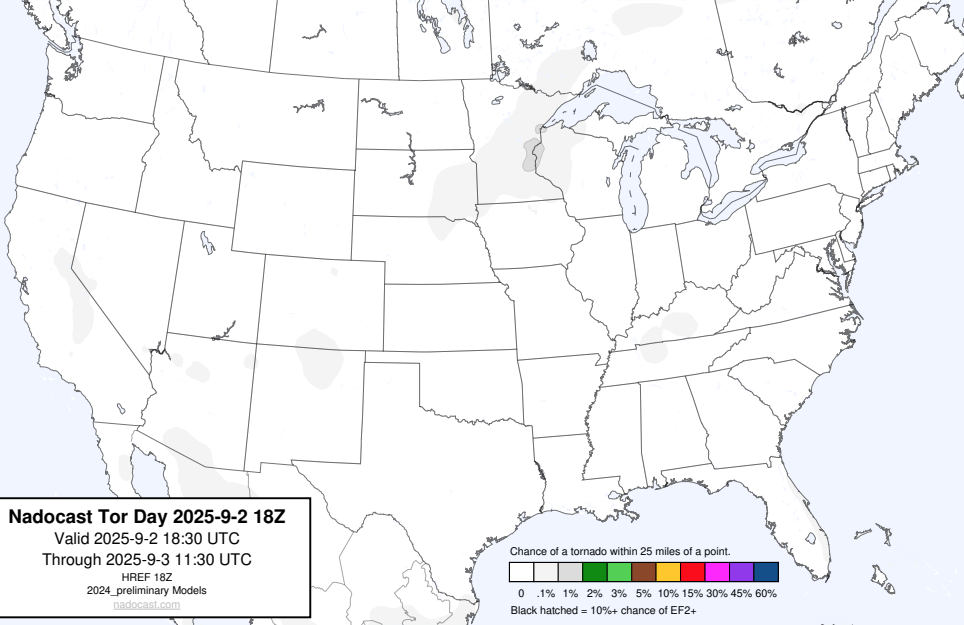 Nadocast Tor Day 2025-9-2 18Z
Valid 2025-9-2 18:30 UTC
Through 2025-9-3 11:30 UTC
HREF 18Z
2024_preliminary Models
nadocast.com
Chance of a tornado within 25 miles of a point.
0 .1% 1% 2% 3% 5% 10% 15% 30% 45% 60%
Black hatched = 10%+ chance of EF2+